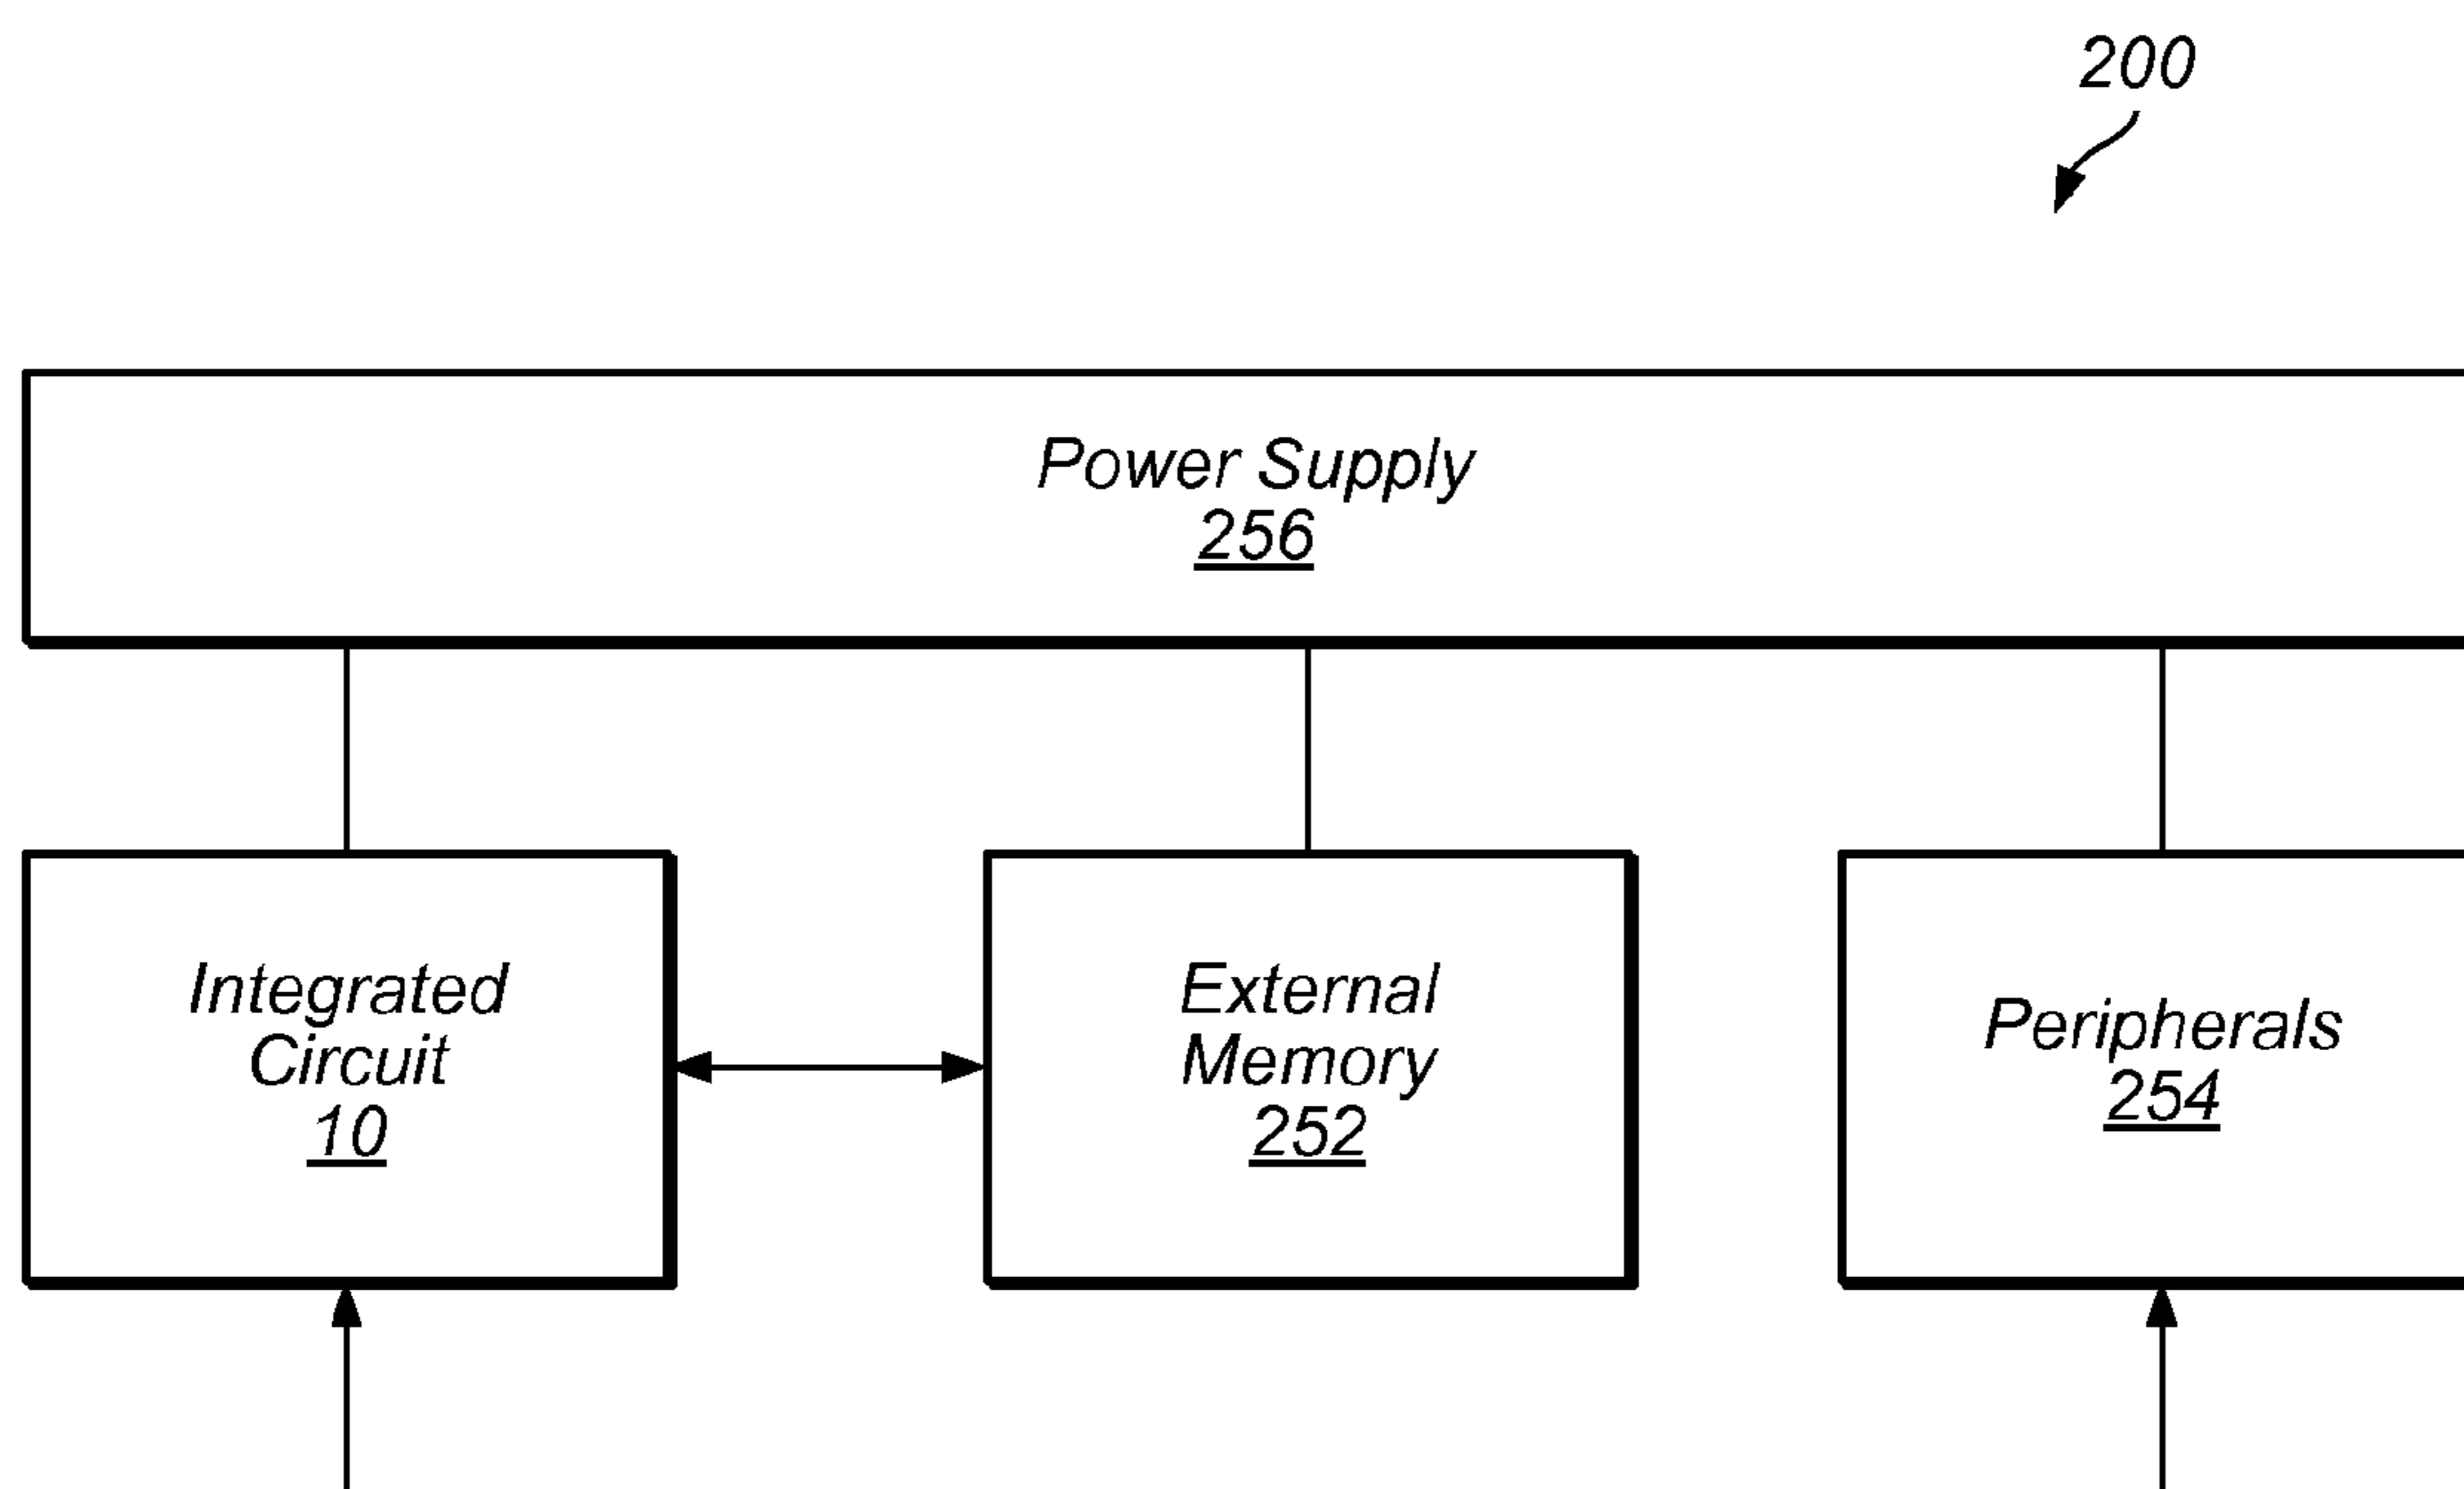 200
Power Supply
256
Integrated
Circuit
10
External
Memory
252
Peripherals
254